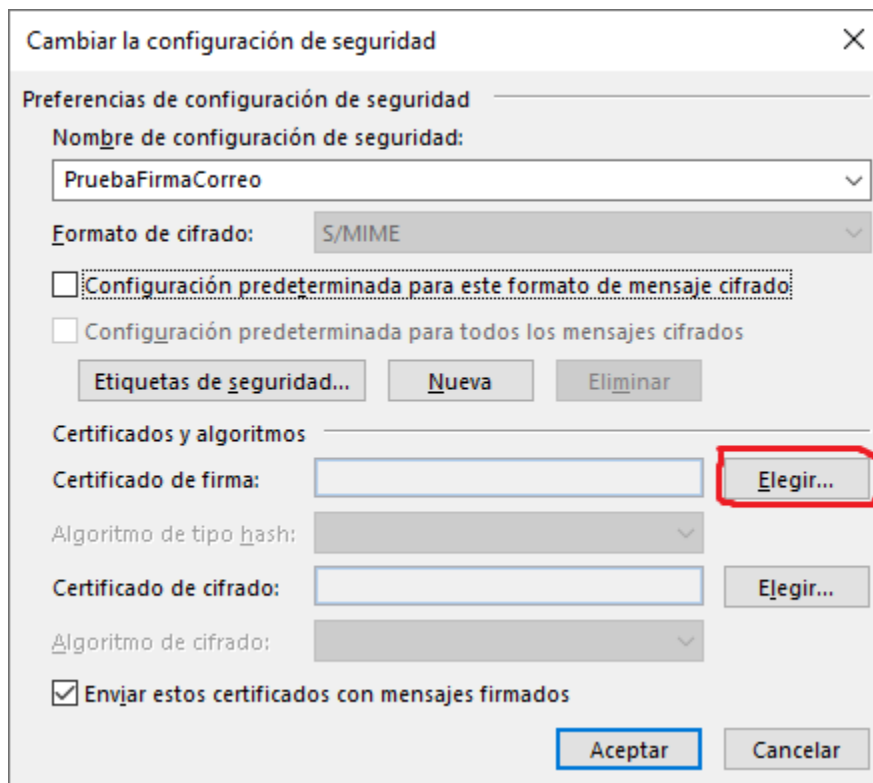 Cambiar la configuración de seguridad
Preferencias de configuración de seguridad
Nombre de configuración de seguridad:
PruebaFirmaCorreo
Formato de cifrado: S/MIME
Configuración predeterminada para este formato de mensaje cifrado
Configuración predeterminada para todos los mensajes cifrados
Etiquetas de seguridad... Nueva Eliminar
Certificados y algoritmos
Certificado de firma: Elegir...
Algoritmo de tipo hash:
Certificado de cifrado: Elegir...
Algoritmo de cifrado:
Enviar estos certificados con mensajes firmados
Aceptar Cancelar